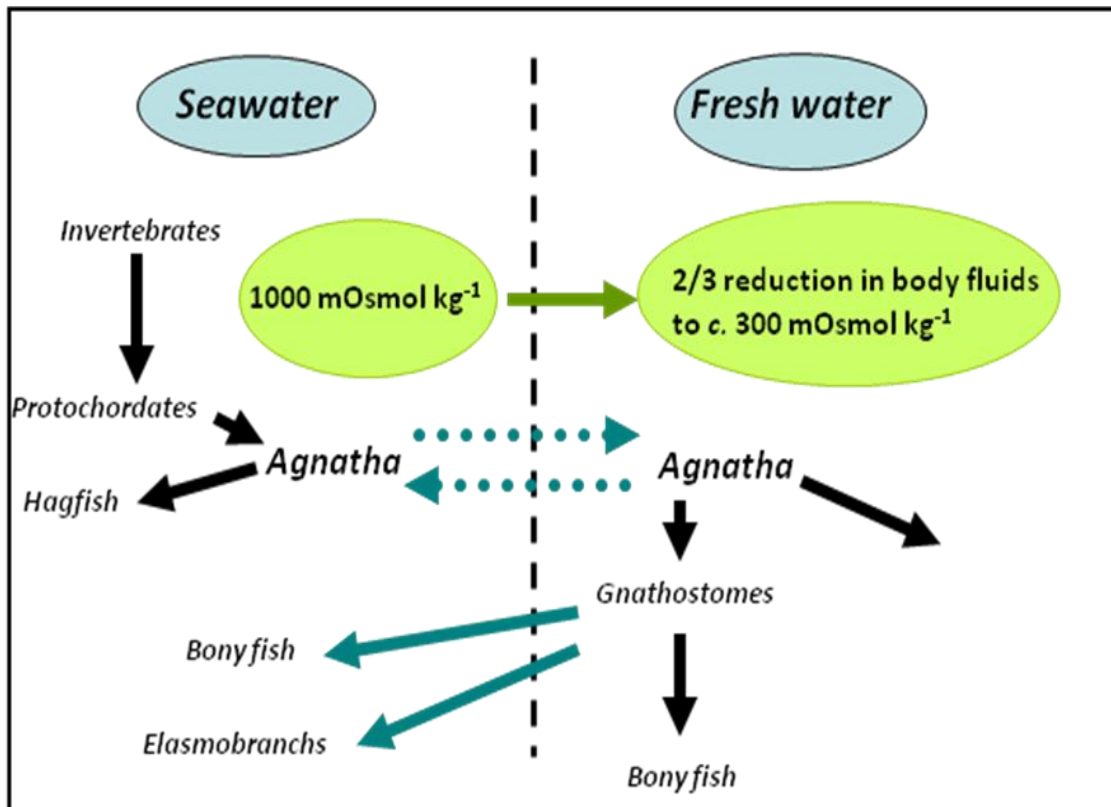 Seawater
Fresh water
Invertebrates
1000 mOsmol kg⁻¹
2/3 reduction in body fluids
to c. 300 mOsmol kg⁻¹
Protochordates
Agnatha
Agnatha
Hagfish
Gnathostomes
Bony fish
Elasmobranchs
Bony fish